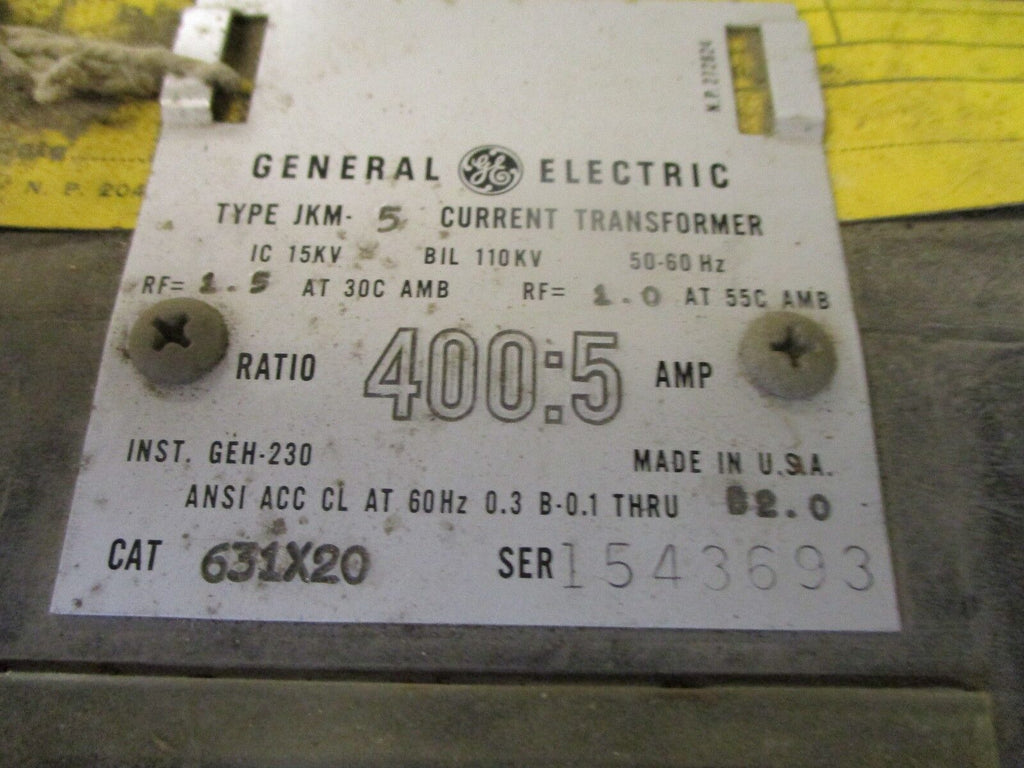 N.P. 272824
N. P. 204
GENERAL GE ELECTRIC
TYPE JKM- 5 CURRENT TRANSFORMER
IC 15KV BIL 110KV 50-60 Hz
RF= 1.5 AT 30C AMB RF= 1.0 AT 55C AMB
RATIO 400:5 AMP
INST. GEH-230 MADE IN U.S.A.
ANSI ACC CL AT 60Hz 0.3 B-0.1 THRU B2.0
CAT 631X20 SER 1543693